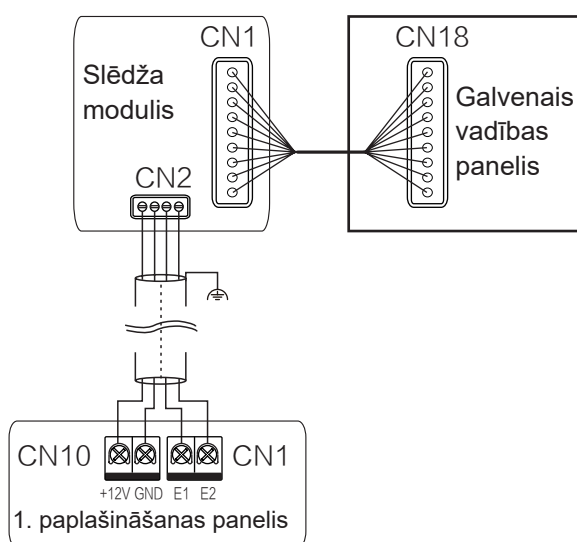 CN1
Slēdža
modulis
CN2
CN18
Galvenais
vadības
panelis
CN10
CN1
+12V GND E1 E2
1. paplašināšanas panelis